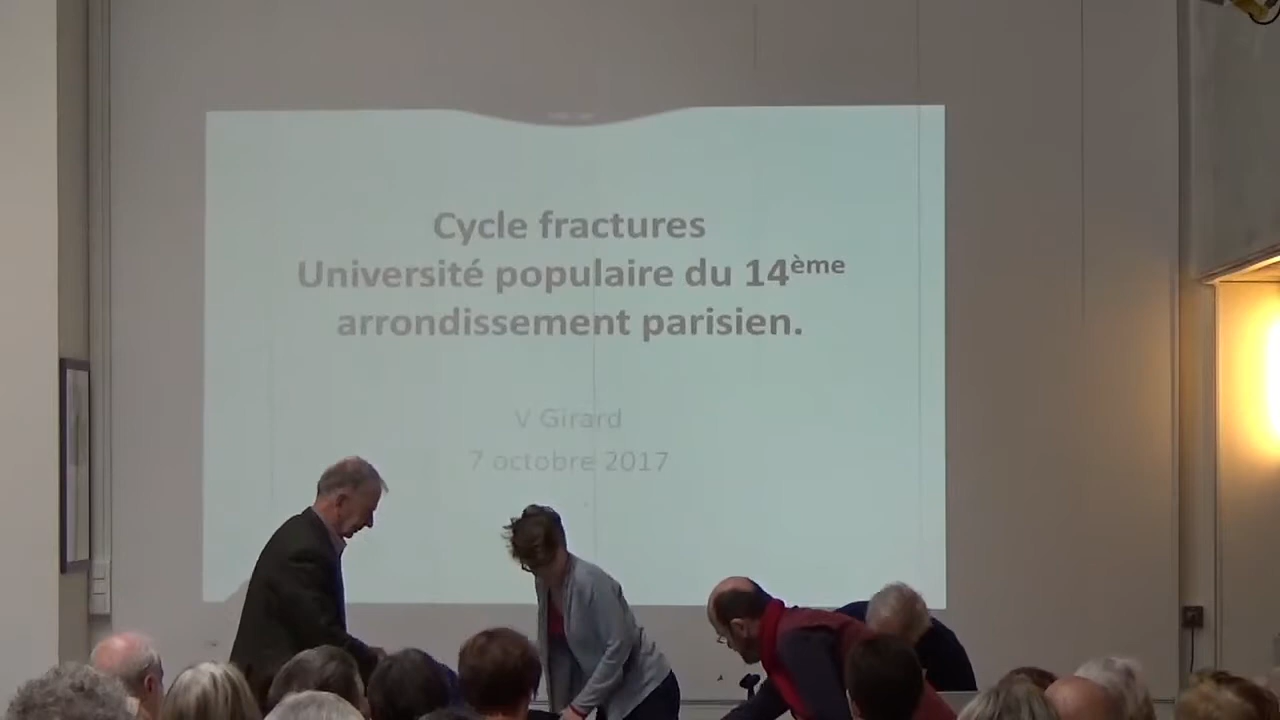 Cycle fractures
Université populaire du 14ème
arrondissement parisien.
V Girard
7 octobre 2017